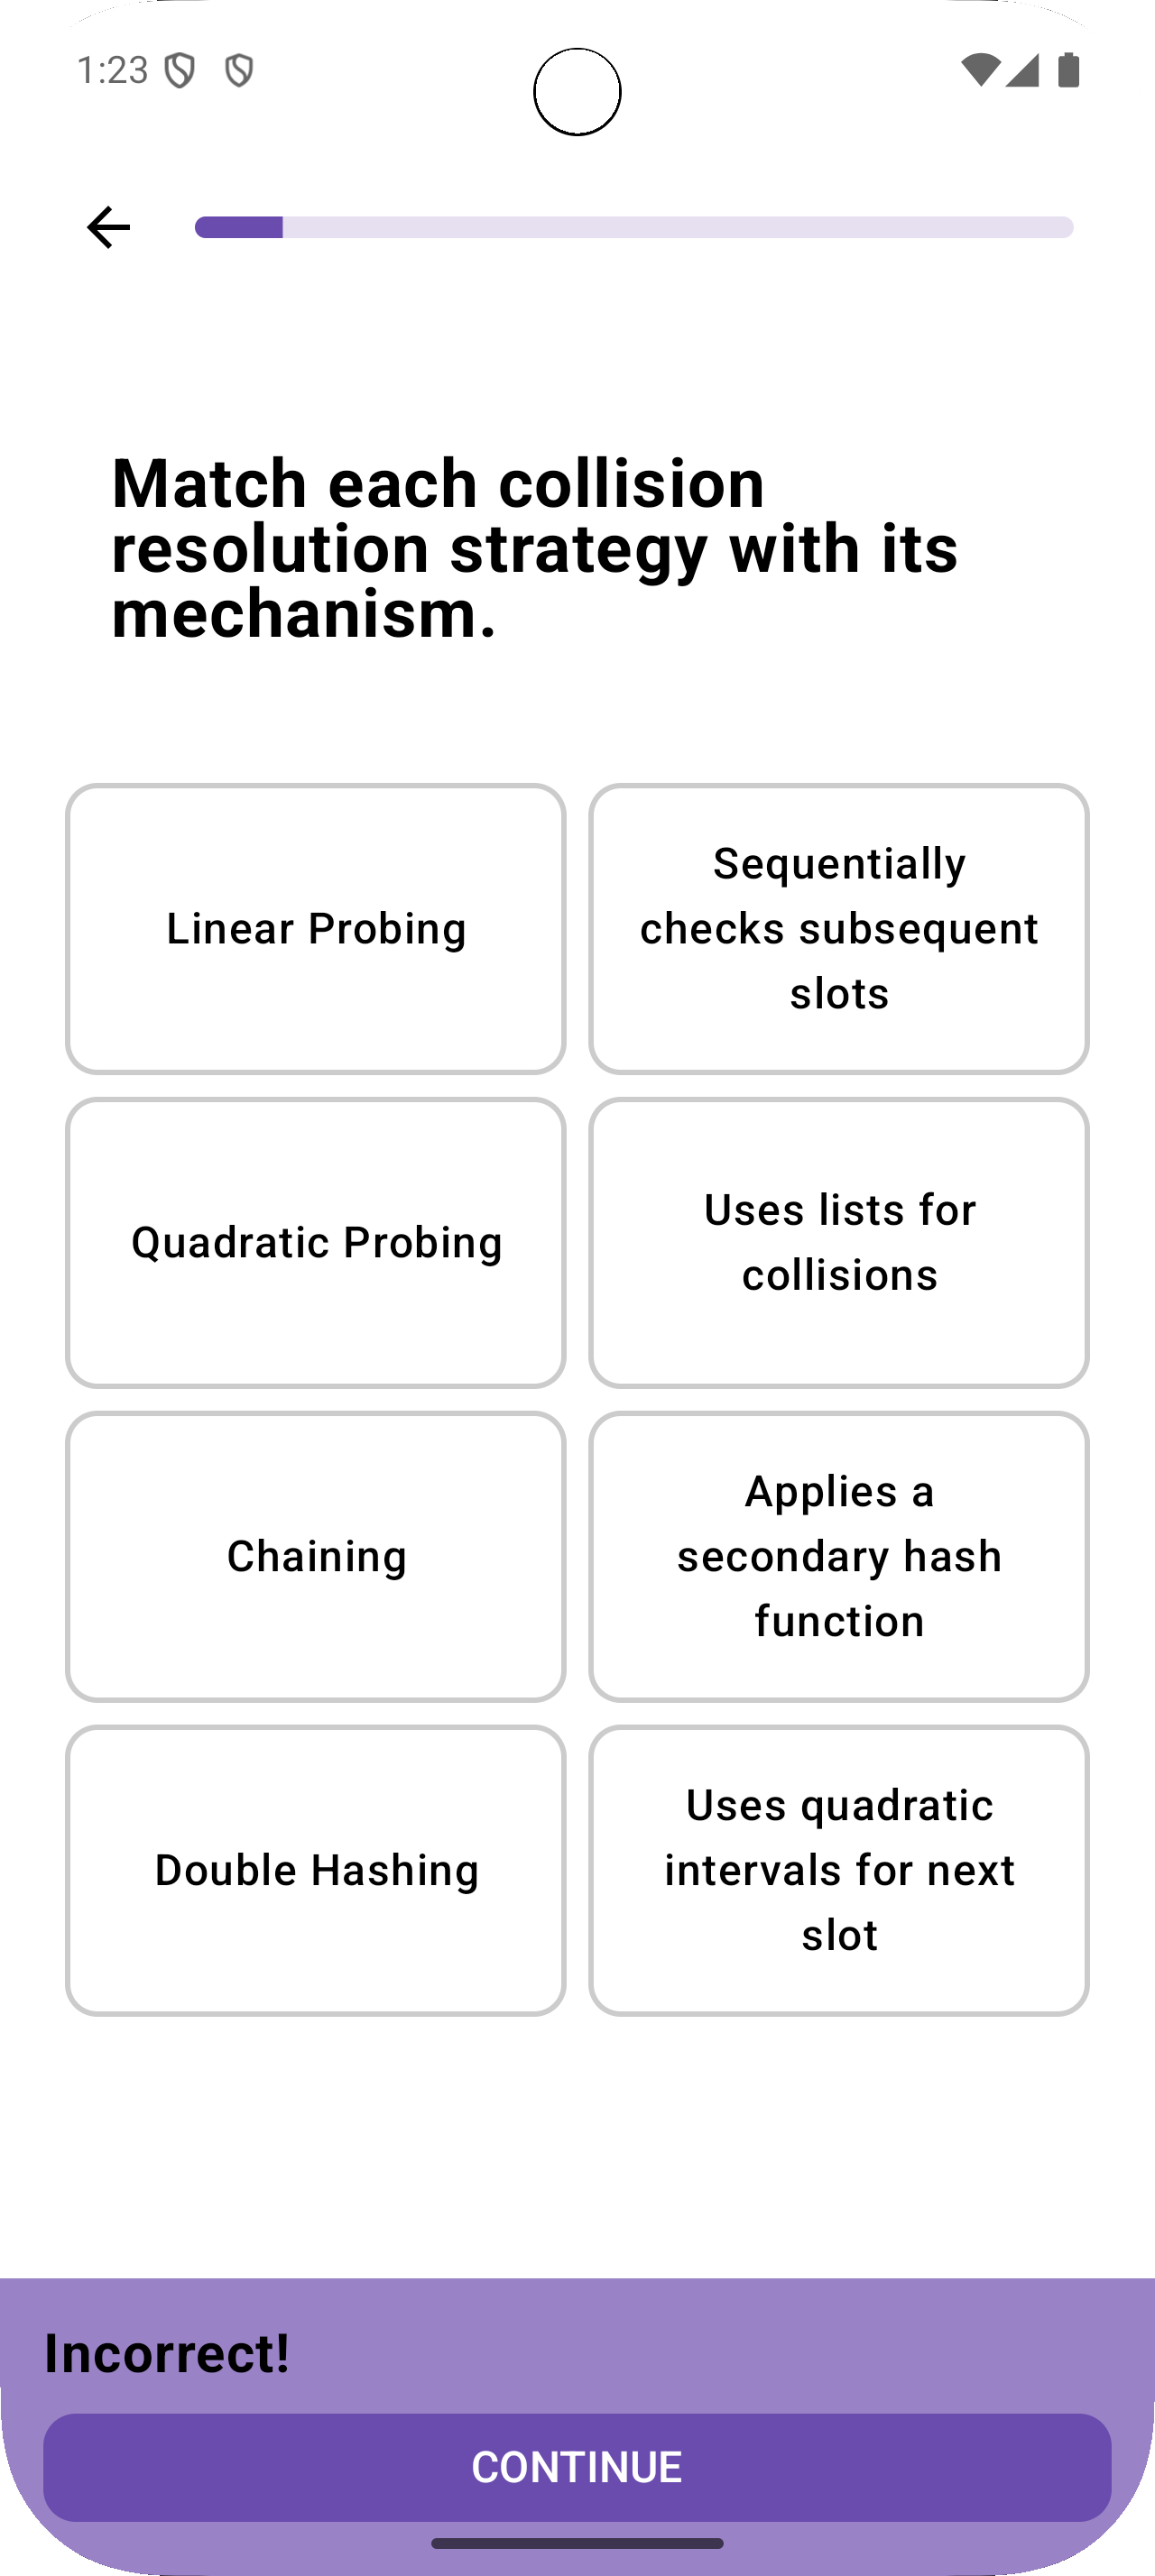 1:23
Match each collision
resolution strategy with its
mechanism.
Linear Probing
Sequentially
checks subsequent
slots
Quadratic Probing
Uses lists for
collisions
Chaining
Applies a
secondary hash
function
Double Hashing
Uses quadratic
intervals for next
slot
Incorrect!
CONTINUE